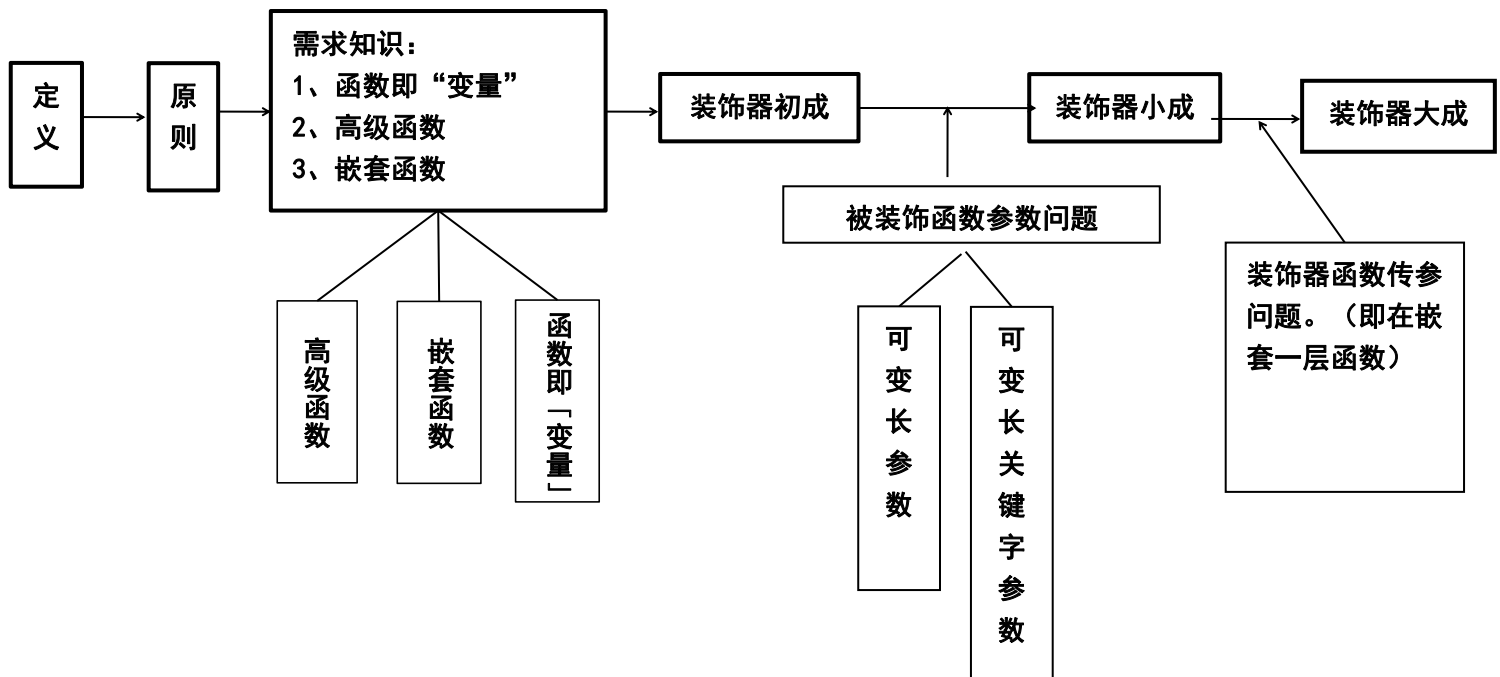 定义
原则
需求知识：
1、函数即“变量”
2、高级函数
3、嵌套函数
装饰器初成
装饰器小成
装饰器大成
被装饰函数参数问题
装饰器函数传参
问题。（即在嵌
套一层函数）
高级函数
嵌套函数
函数即「变量」
可变长参数
可变长关键字参数